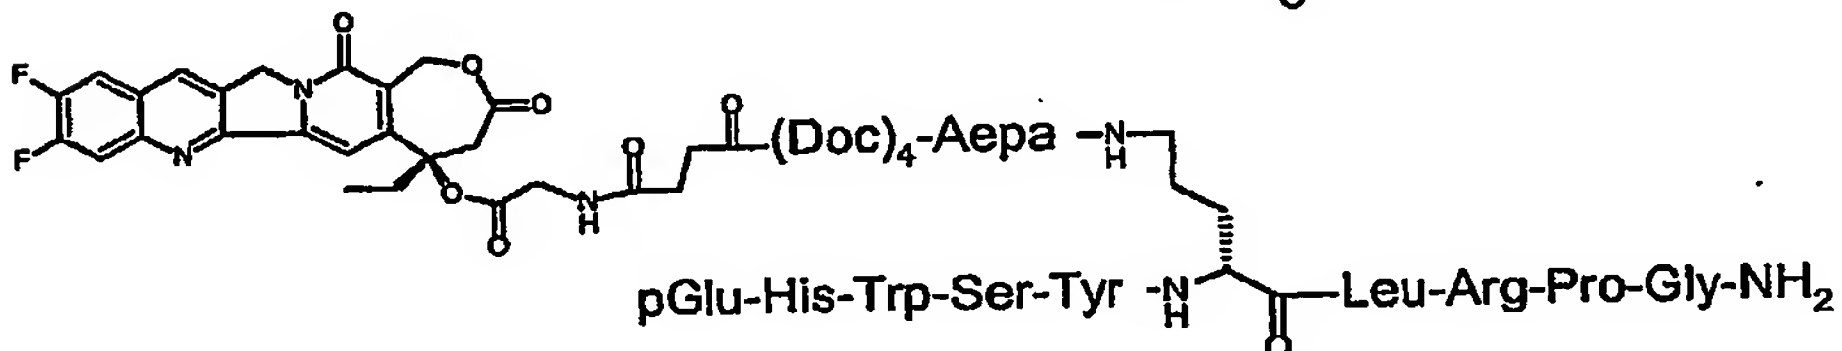 O
F
F
N
N
O
O
O
O
O
N
H
O
O
(Doc)4-Aepa
N
H
pGlu-His-Trp-Ser-Tyr
N
H
O
Leu-Arg-Pro-Gly-NH2